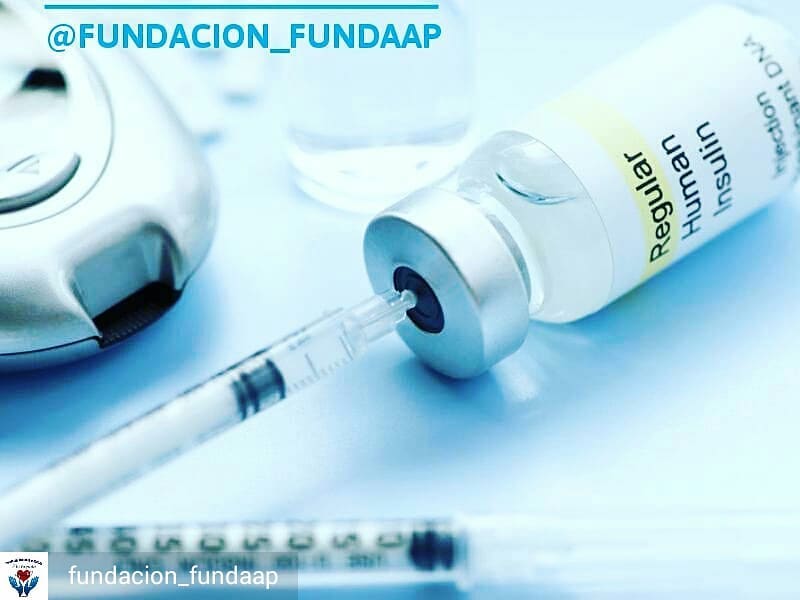 @FUNDACION_FUNDAAP
Regular
Human
Insulin
Injection
DNA
fundacion_fundaap